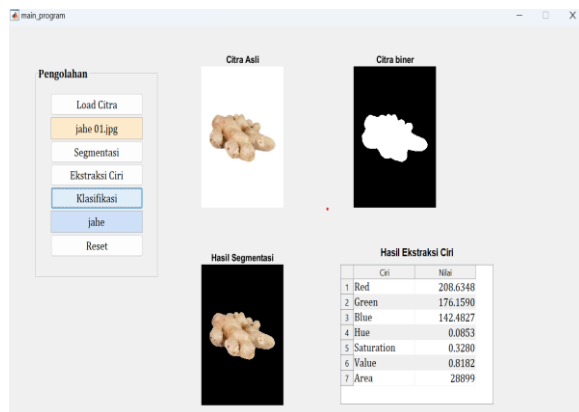 main_program
Pengolahan
Load Citra
jahe 01.jpg
Segmentasi
Ekstraksi Ciri
Klasifikasi
jahe
Reset
Citra Asli
Citra biner
Hasil Segmentasi
Hasil Ekstraksi Ciri
Ciri Nilai
1 Red 208.6348
2 Green 176.1590
3 Blue 142.4827
4 Hue 0.0853
5 Saturation 0.3280
6 Value 0.8182
7 Area 28899